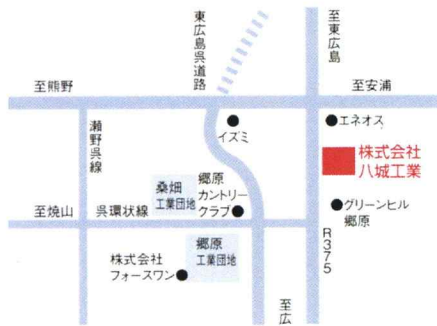 東広島呉道路
至東広島
至熊野
至安浦
瀬野呉線
イズミ
エネオス
株式会社
八城工業
桑畑
工業団地
郷原
カントリー
クラブ
グリーンヒル
郷原
至焼山
呉環状線
R375
郷原
工業団地
株式会社
フォースワン
至広